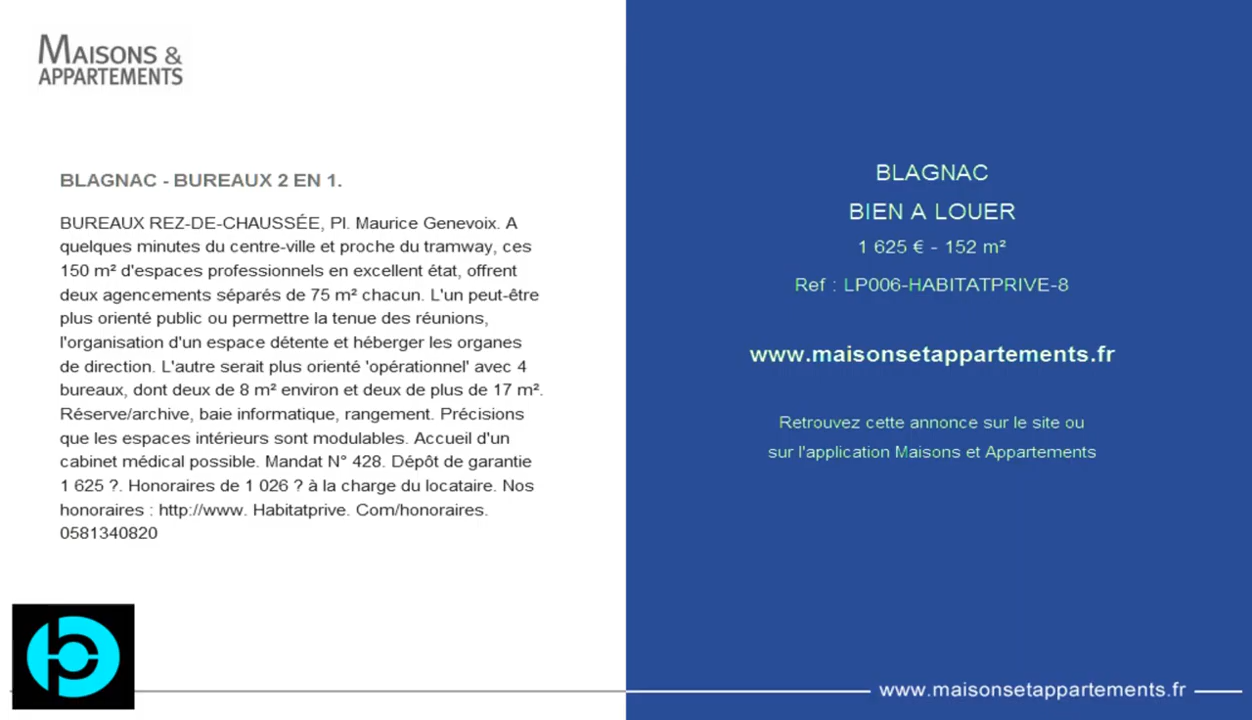 MAISONS &
APPARTEMENTS
BLAGNAC - BUREAUX 2 EN 1.
BUREAUX REZ-DE-CHAUSSÉE, Pl. Maurice Genevoix. A
quelques minutes du centre-ville et proche du tramway, ces
150 m² d'espaces professionnels en excellent état, offrent
deux agencements séparés de 75 m² chacun. L'un peut-être
plus orienté public ou permettre la tenue des réunions,
l'organisation d'un espace détente et héberger les organes
de direction. L'autre serait plus orienté 'opérationnel' avec 4
bureaux, dont deux de 8 m² environ et deux de plus de 17 m².
Réserve/archive, baie informatique, rangement. Précisions
que les espaces intérieurs sont modulables. Accueil d'un
cabinet médical possible. Mandat N° 428. Dépôt de garantie
1 625 ?. Honoraires de 1 026 ? à la charge du locataire. Nos
honoraires : http://www. Habitatprive. Com/honoraires.
0581340820
BLAGNAC
BIEN A LOUER
1 625 € - 152 m²
Ref : LP006-HABITATPRIVE-8
www.maisonsetappartements.fr
Retrouvez cette annonce sur le site ou
sur l'application Maisons et Appartements
www.maisonsetappartements.fr